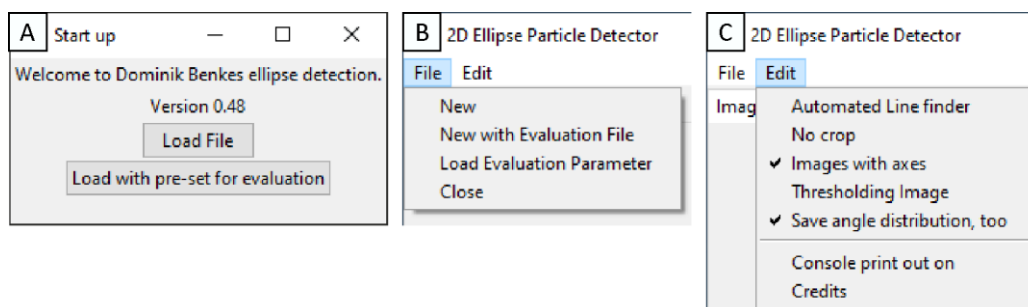 A Start up
Welcome to Dominik Benkes ellipse detection.
Version 0.48
Load File
Load with pre-set for evaluation
B 2D Ellipse Particle Detector
File Edit
New
New with Evaluation File
Load Evaluation Parameter
Close
C 2D Ellipse Particle Detector
File Edit
Imag
Automated Line finder
No crop
Images with axes
Thresholding Image
Save angle distribution, too
Console print out on
Credits